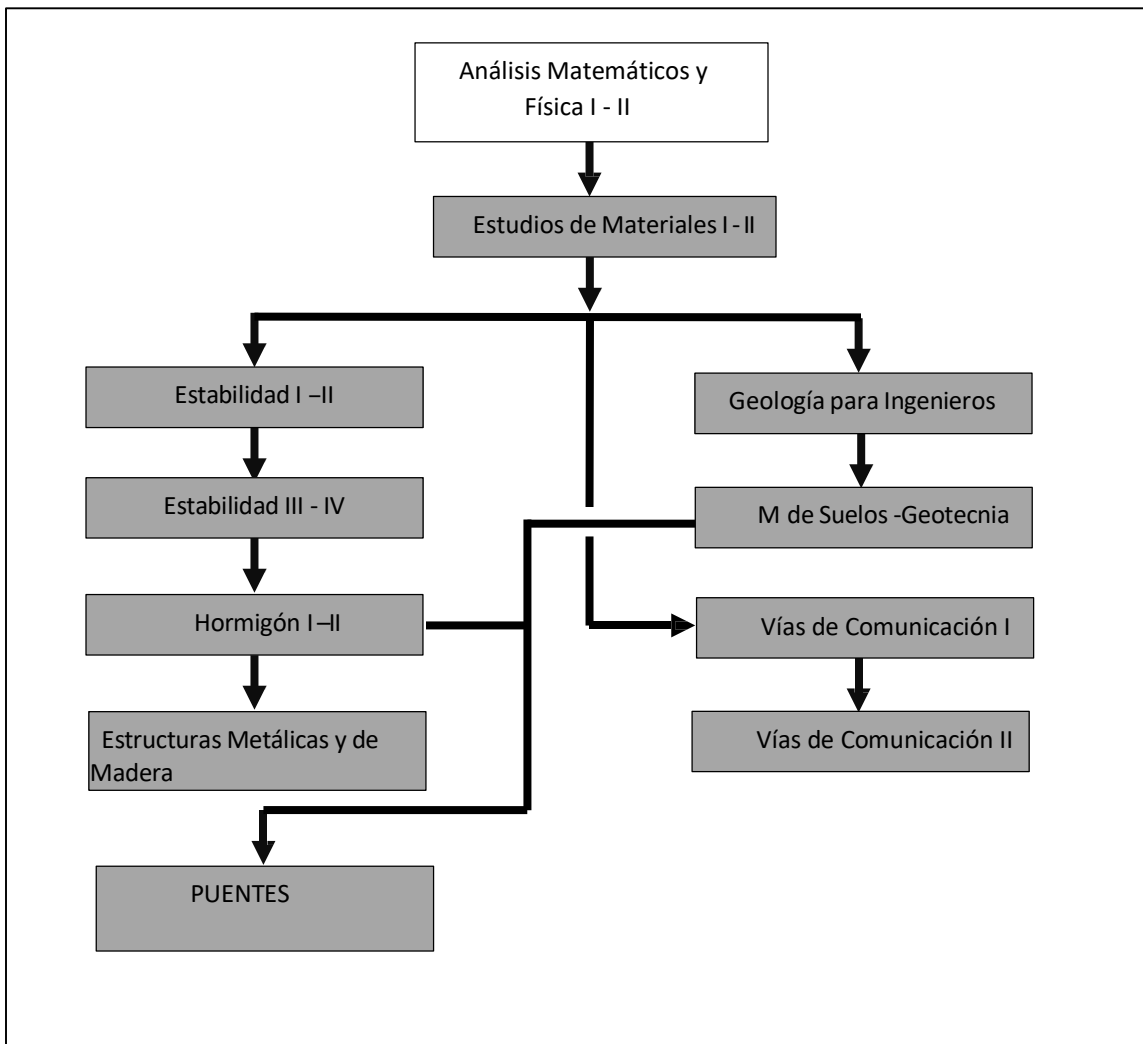 Análisis Matemáticos y
Física I - II
Estudios de Materiales I - II
Estabilidad I –II
Geología para Ingenieros
Estabilidad III - IV
M de Suelos -Geotecnia
Hormigón I –II
Vías de Comunicación I
Estructuras Metálicas y de
Madera
Vías de Comunicación II
PUENTES